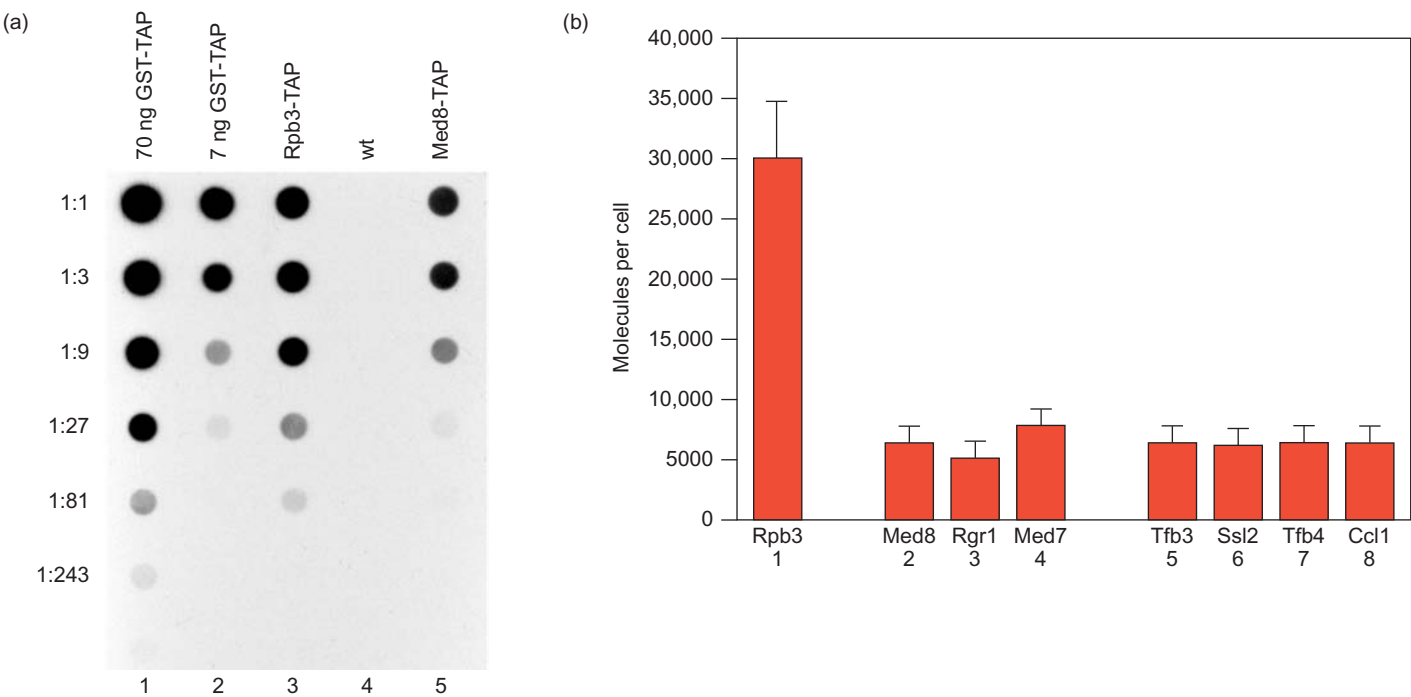 (a)
70 ng GST-TAP
7 ng GST-TAP
Rpb3-TAP
wt
Med8-TAP
1:1
1:3
1:9
1:27
1:81
1:243
1 2 3 4 5
(b)
Molecules per cell
40,000
35,000
30,000
25,000
20,000
15,000
10,000
5000
0
Rpb3 Med8 Rgr1 Med7 Tfb3 Ssl2 Tfb4 Ccl1
1 2 3 4 5 6 7 8